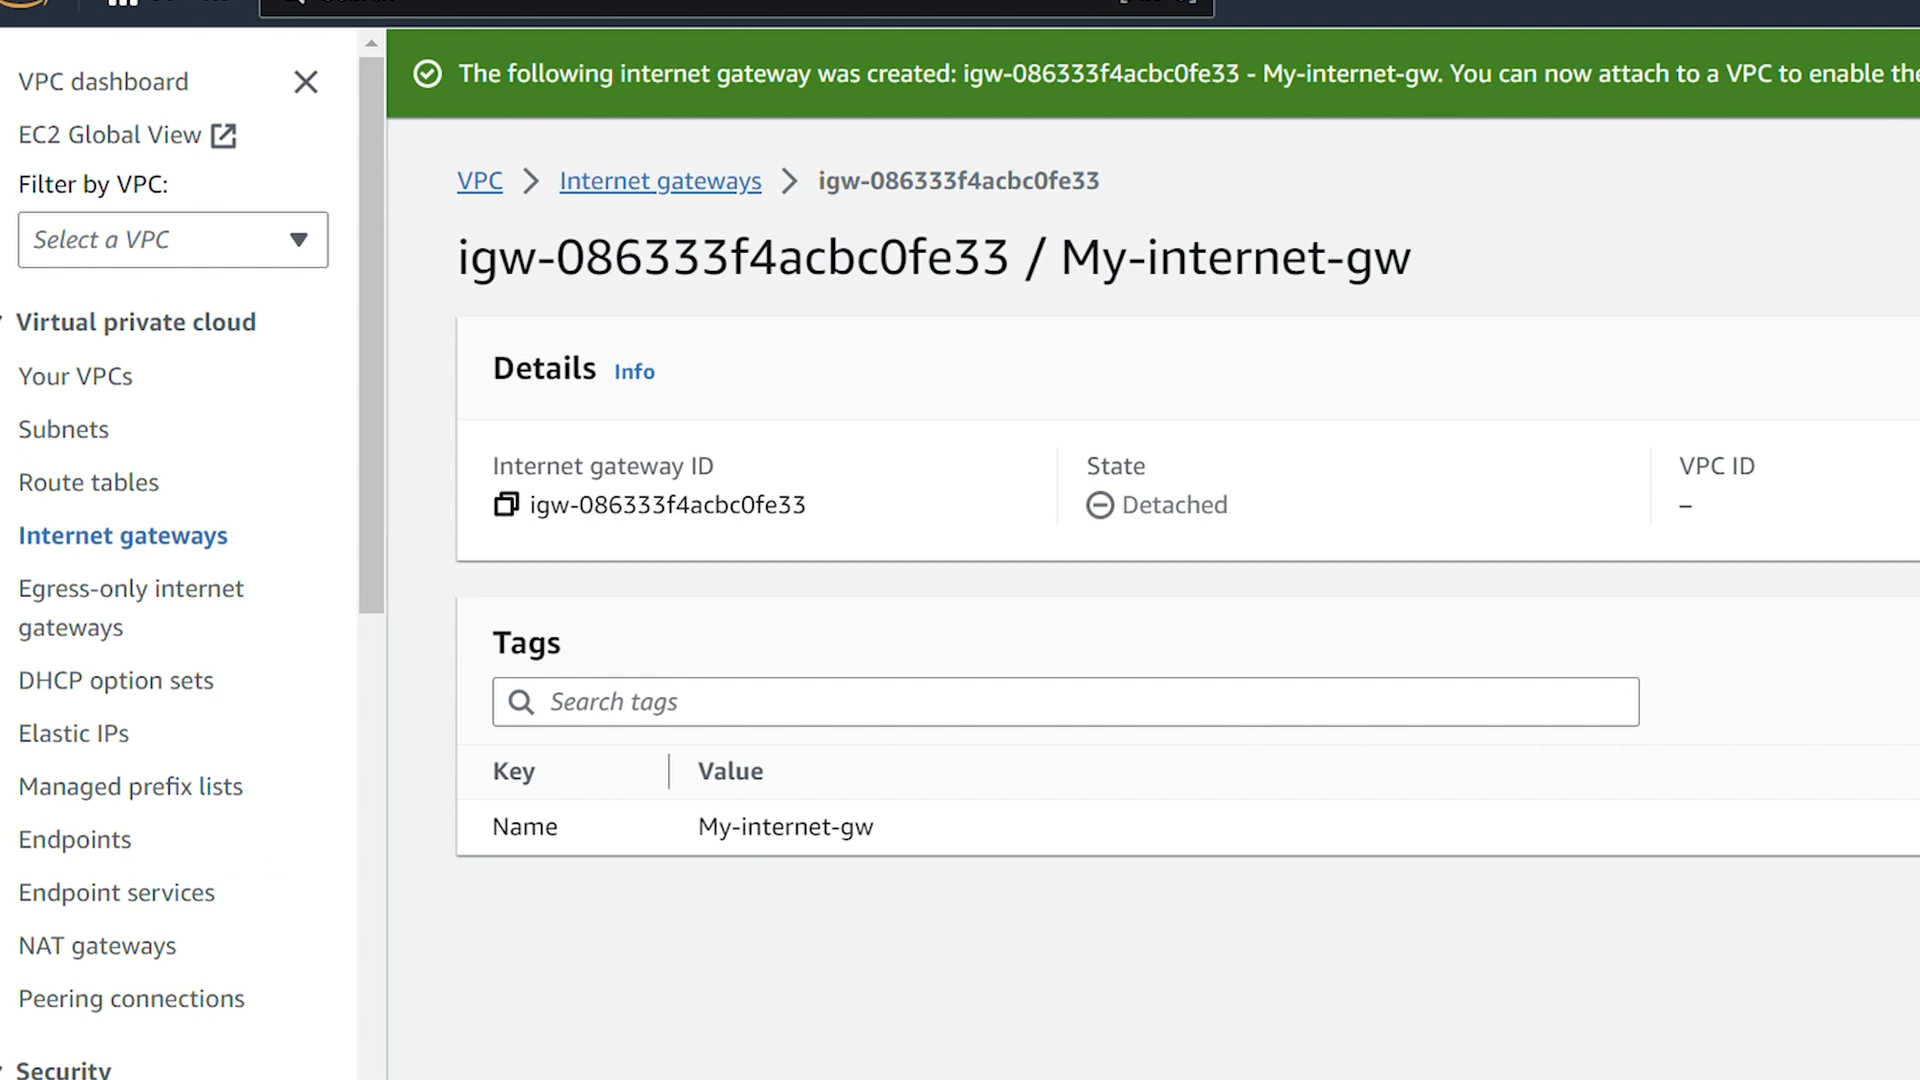 VPC dashboard
EC2 Global View
Filter by VPC:
Select a VPC
Virtual private cloud
Your VPCs
Subnets
Route tables
Internet gateways
Egress-only internet
gateways
DHCP option sets
Elastic IPs
Managed prefix lists
Endpoints
Endpoint services
NAT gateways
Peering connections
Security
The following internet gateway was created: igw-086333f4acbc0fe33 - My-internet-gw. You can now attach to a VPC to enable the
VPC > Internet gateways > igw-086333f4acbc0fe33
igw-086333f4acbc0fe33 / My-internet-gw
Details Info
Internet gateway ID
igw-086333f4acbc0fe33
State
Detached
VPC ID
–
Tags
Search tags
Key Value
Name My-internet-gw